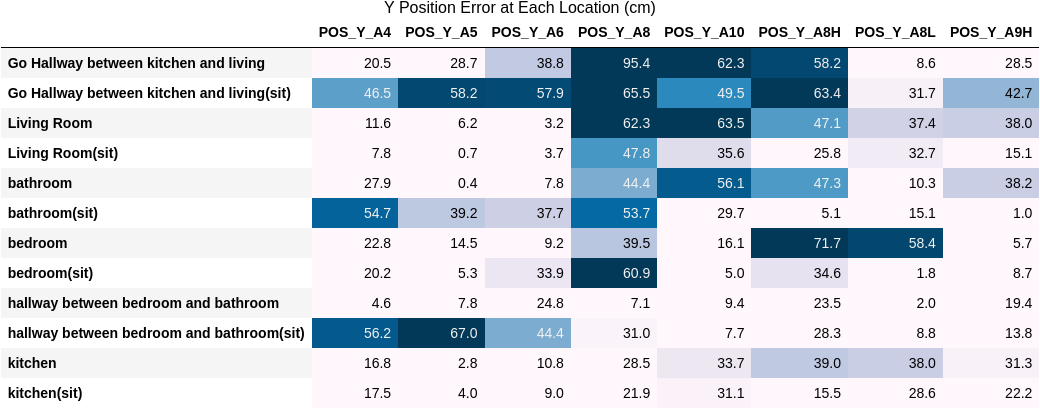 Y Position Error at Each Location (cm)
POS_Y_A4 POS_Y_A5 POS_Y_A6 POS_Y_A8 POS_Y_A10 POS_Y_A8H POS_Y_A8L POS_Y_A9H
Go Hallway between kitchen and living 20.5 28.7 38.8 95.4 62.3 58.2 8.6 28.5
Go Hallway between kitchen and living(sit) 46.5 58.2 57.9 65.5 49.5 63.4 31.7 42.7
Living Room 11.6 6.2 3.2 62.3 63.5 47.1 37.4 38.0
Living Room(sit) 7.8 0.7 3.7 47.8 35.6 25.8 32.7 15.1
bathroom 27.9 0.4 7.8 44.4 56.1 47.3 10.3 38.2
bathroom(sit) 54.7 39.2 37.7 53.7 29.7 5.1 15.1 1.0
bedroom 22.8 14.5 9.2 39.5 16.1 71.7 58.4 5.7
bedroom(sit) 20.2 5.3 33.9 60.9 5.0 34.6 1.8 8.7
hallway between bedroom and bathroom 4.6 7.8 24.8 7.1 9.4 23.5 2.0 19.4
hallway between bedroom and bathroom(sit) 56.2 67.0 44.4 31.0 7.7 28.3 8.8 13.8
kitchen 16.8 2.8 10.8 28.5 33.7 39.0 38.0 31.3
kitchen(sit) 17.5 4.0 9.0 21.9 31.1 15.5 28.6 22.2